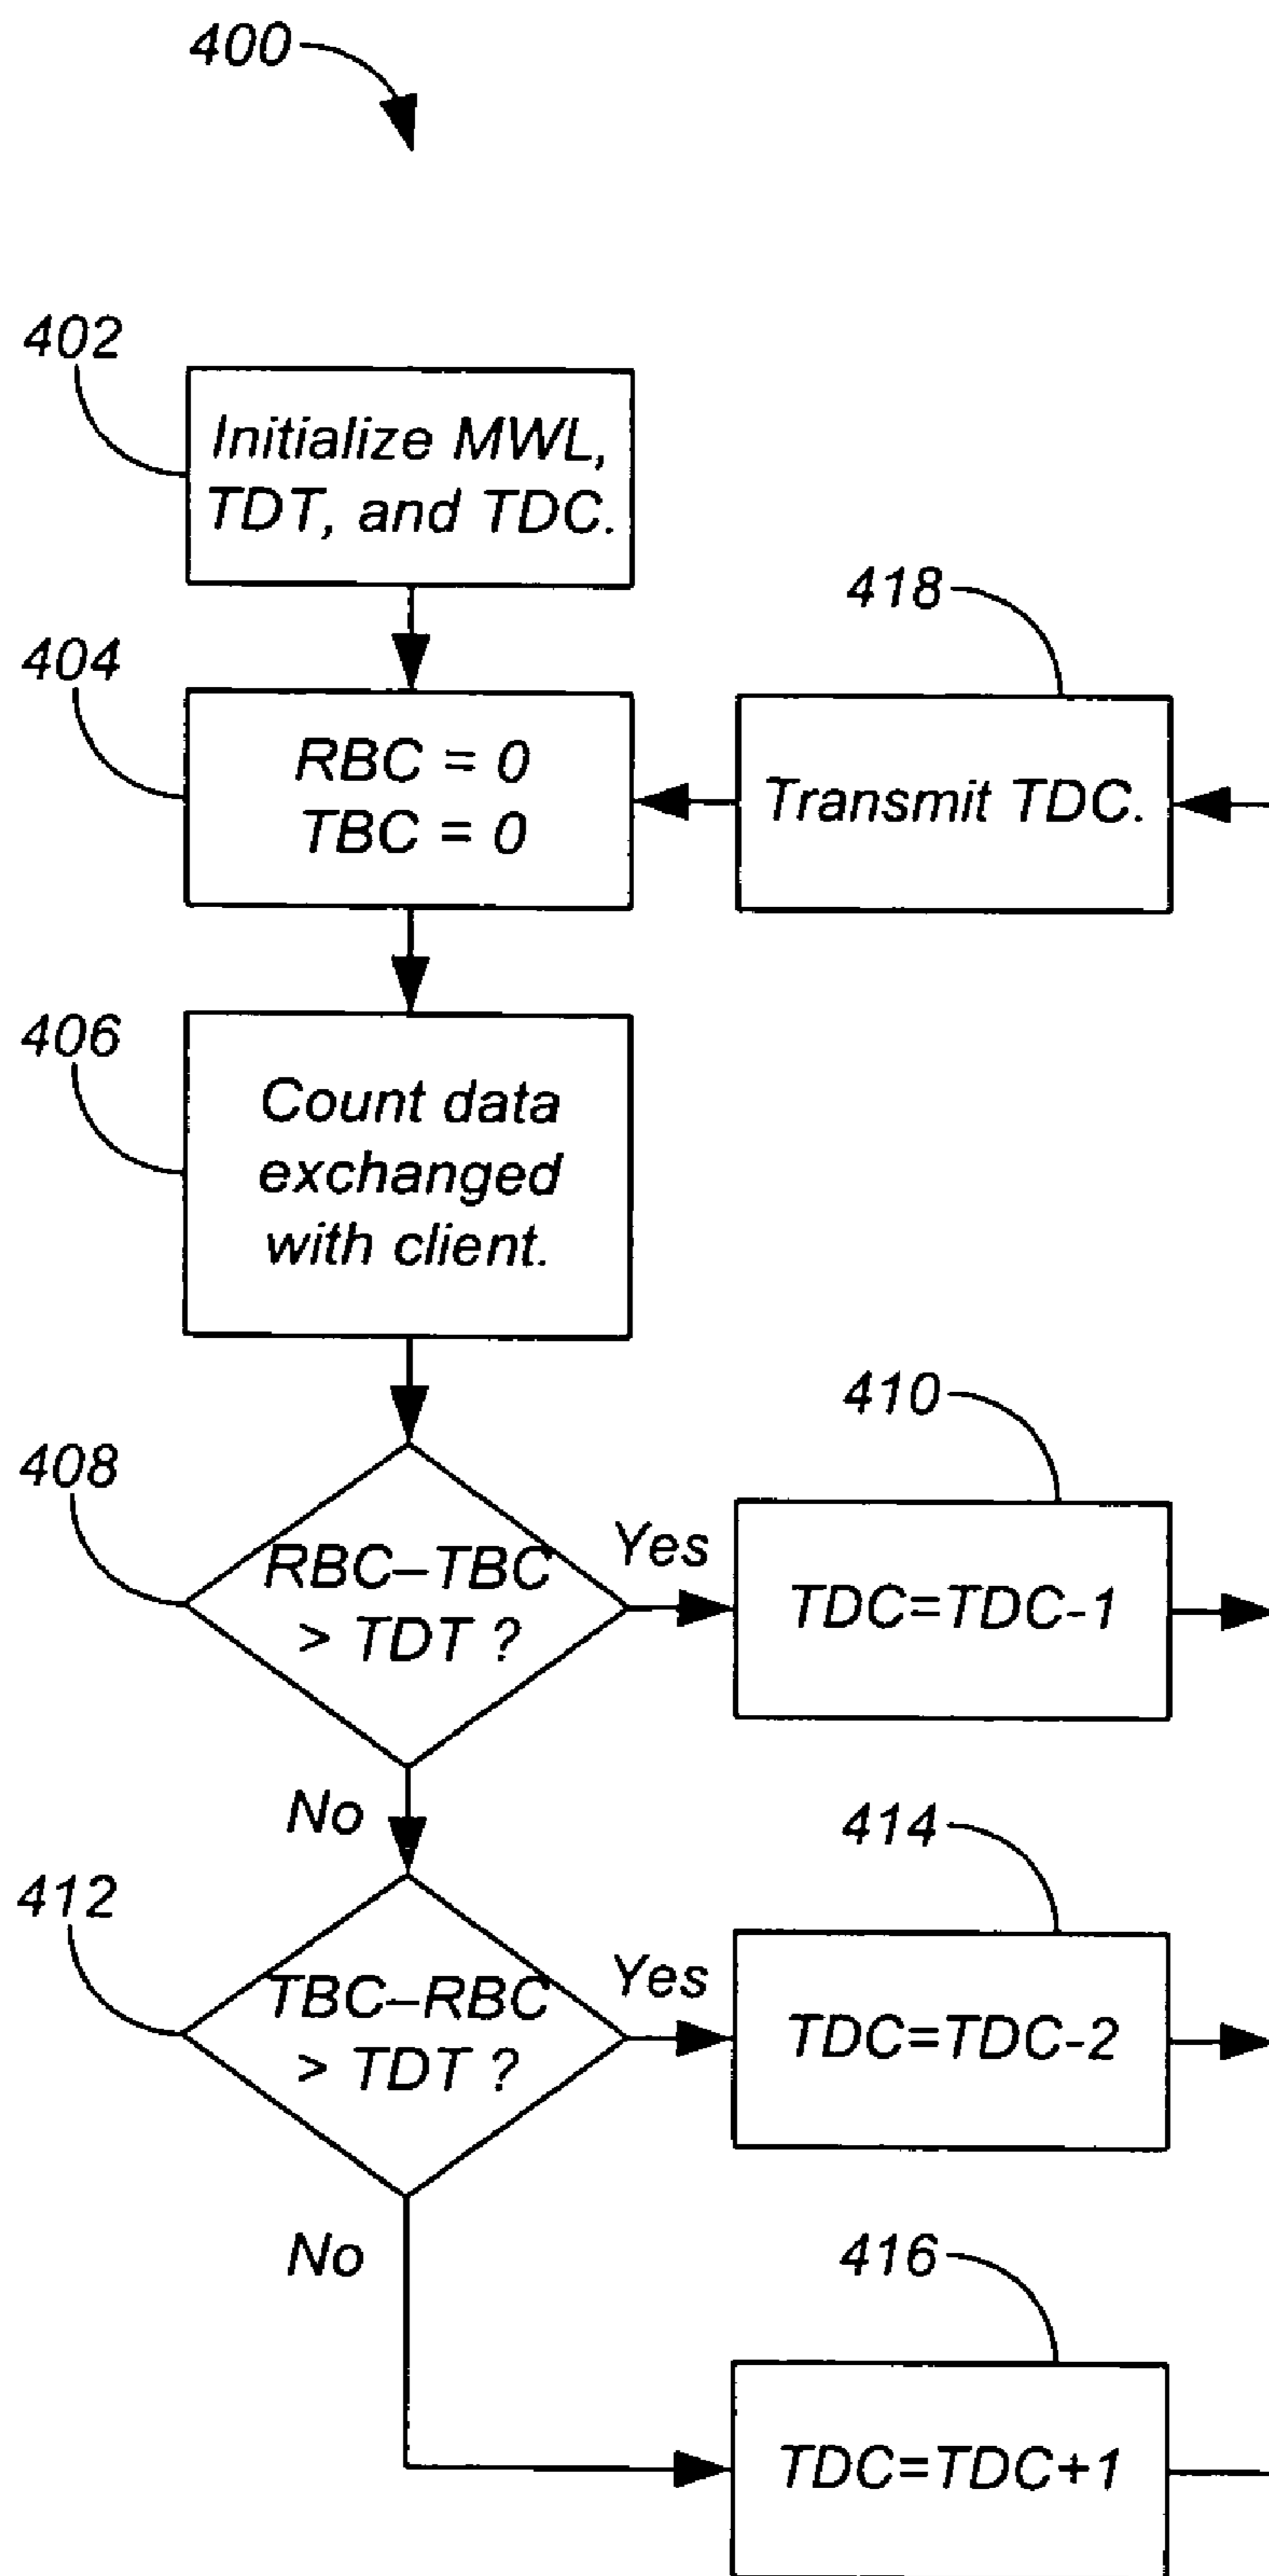 400
402
Initialize MWL,
TDT, and TDC.
418
404
RBC = 0
TBC = 0
Transmit TDC.
406
Count data
exchanged
with client.
410
408
RBC–TBC
> TDT ?
Yes
TDC=TDC-1
No
414
412
TBC–RBC
> TDT ?
Yes
TDC=TDC-2
No
416
TDC=TDC+1